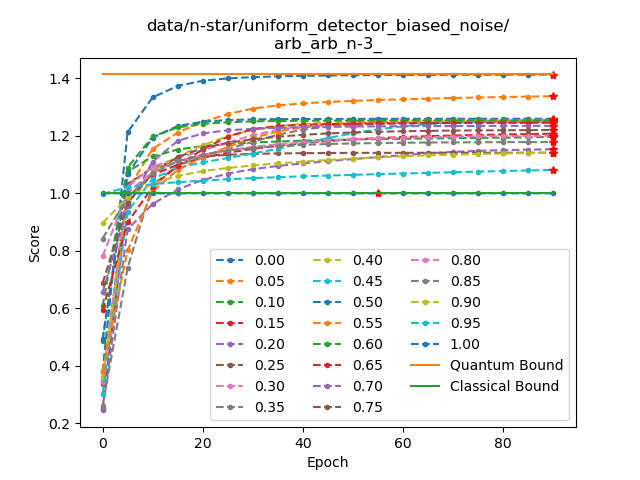 data/n-star/uniform_detector_biased_noise/
arb_arb_n-3_
1.4
1.2
1.0
0.8
0.6
0.4
0.2
Score
0.00 0.40 0.80
0.05 0.45 0.85
0.10 0.50 0.90
0.15 0.55 0.95
0.20 0.60 1.00
0.25 0.65 Quantum Bound
0.30 0.70 Classical Bound
0.35 0.75
0 20 40 60 80
Epoch